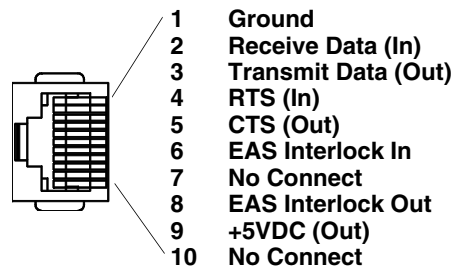 1 Ground
2 Receive Data (In)
3 Transmit Data (Out)
4 RTS (In)
5 CTS (Out)
6 EAS Interlock In
7 No Connect
8 EAS Interlock Out
9 +5VDC (Out)
10 No Connect